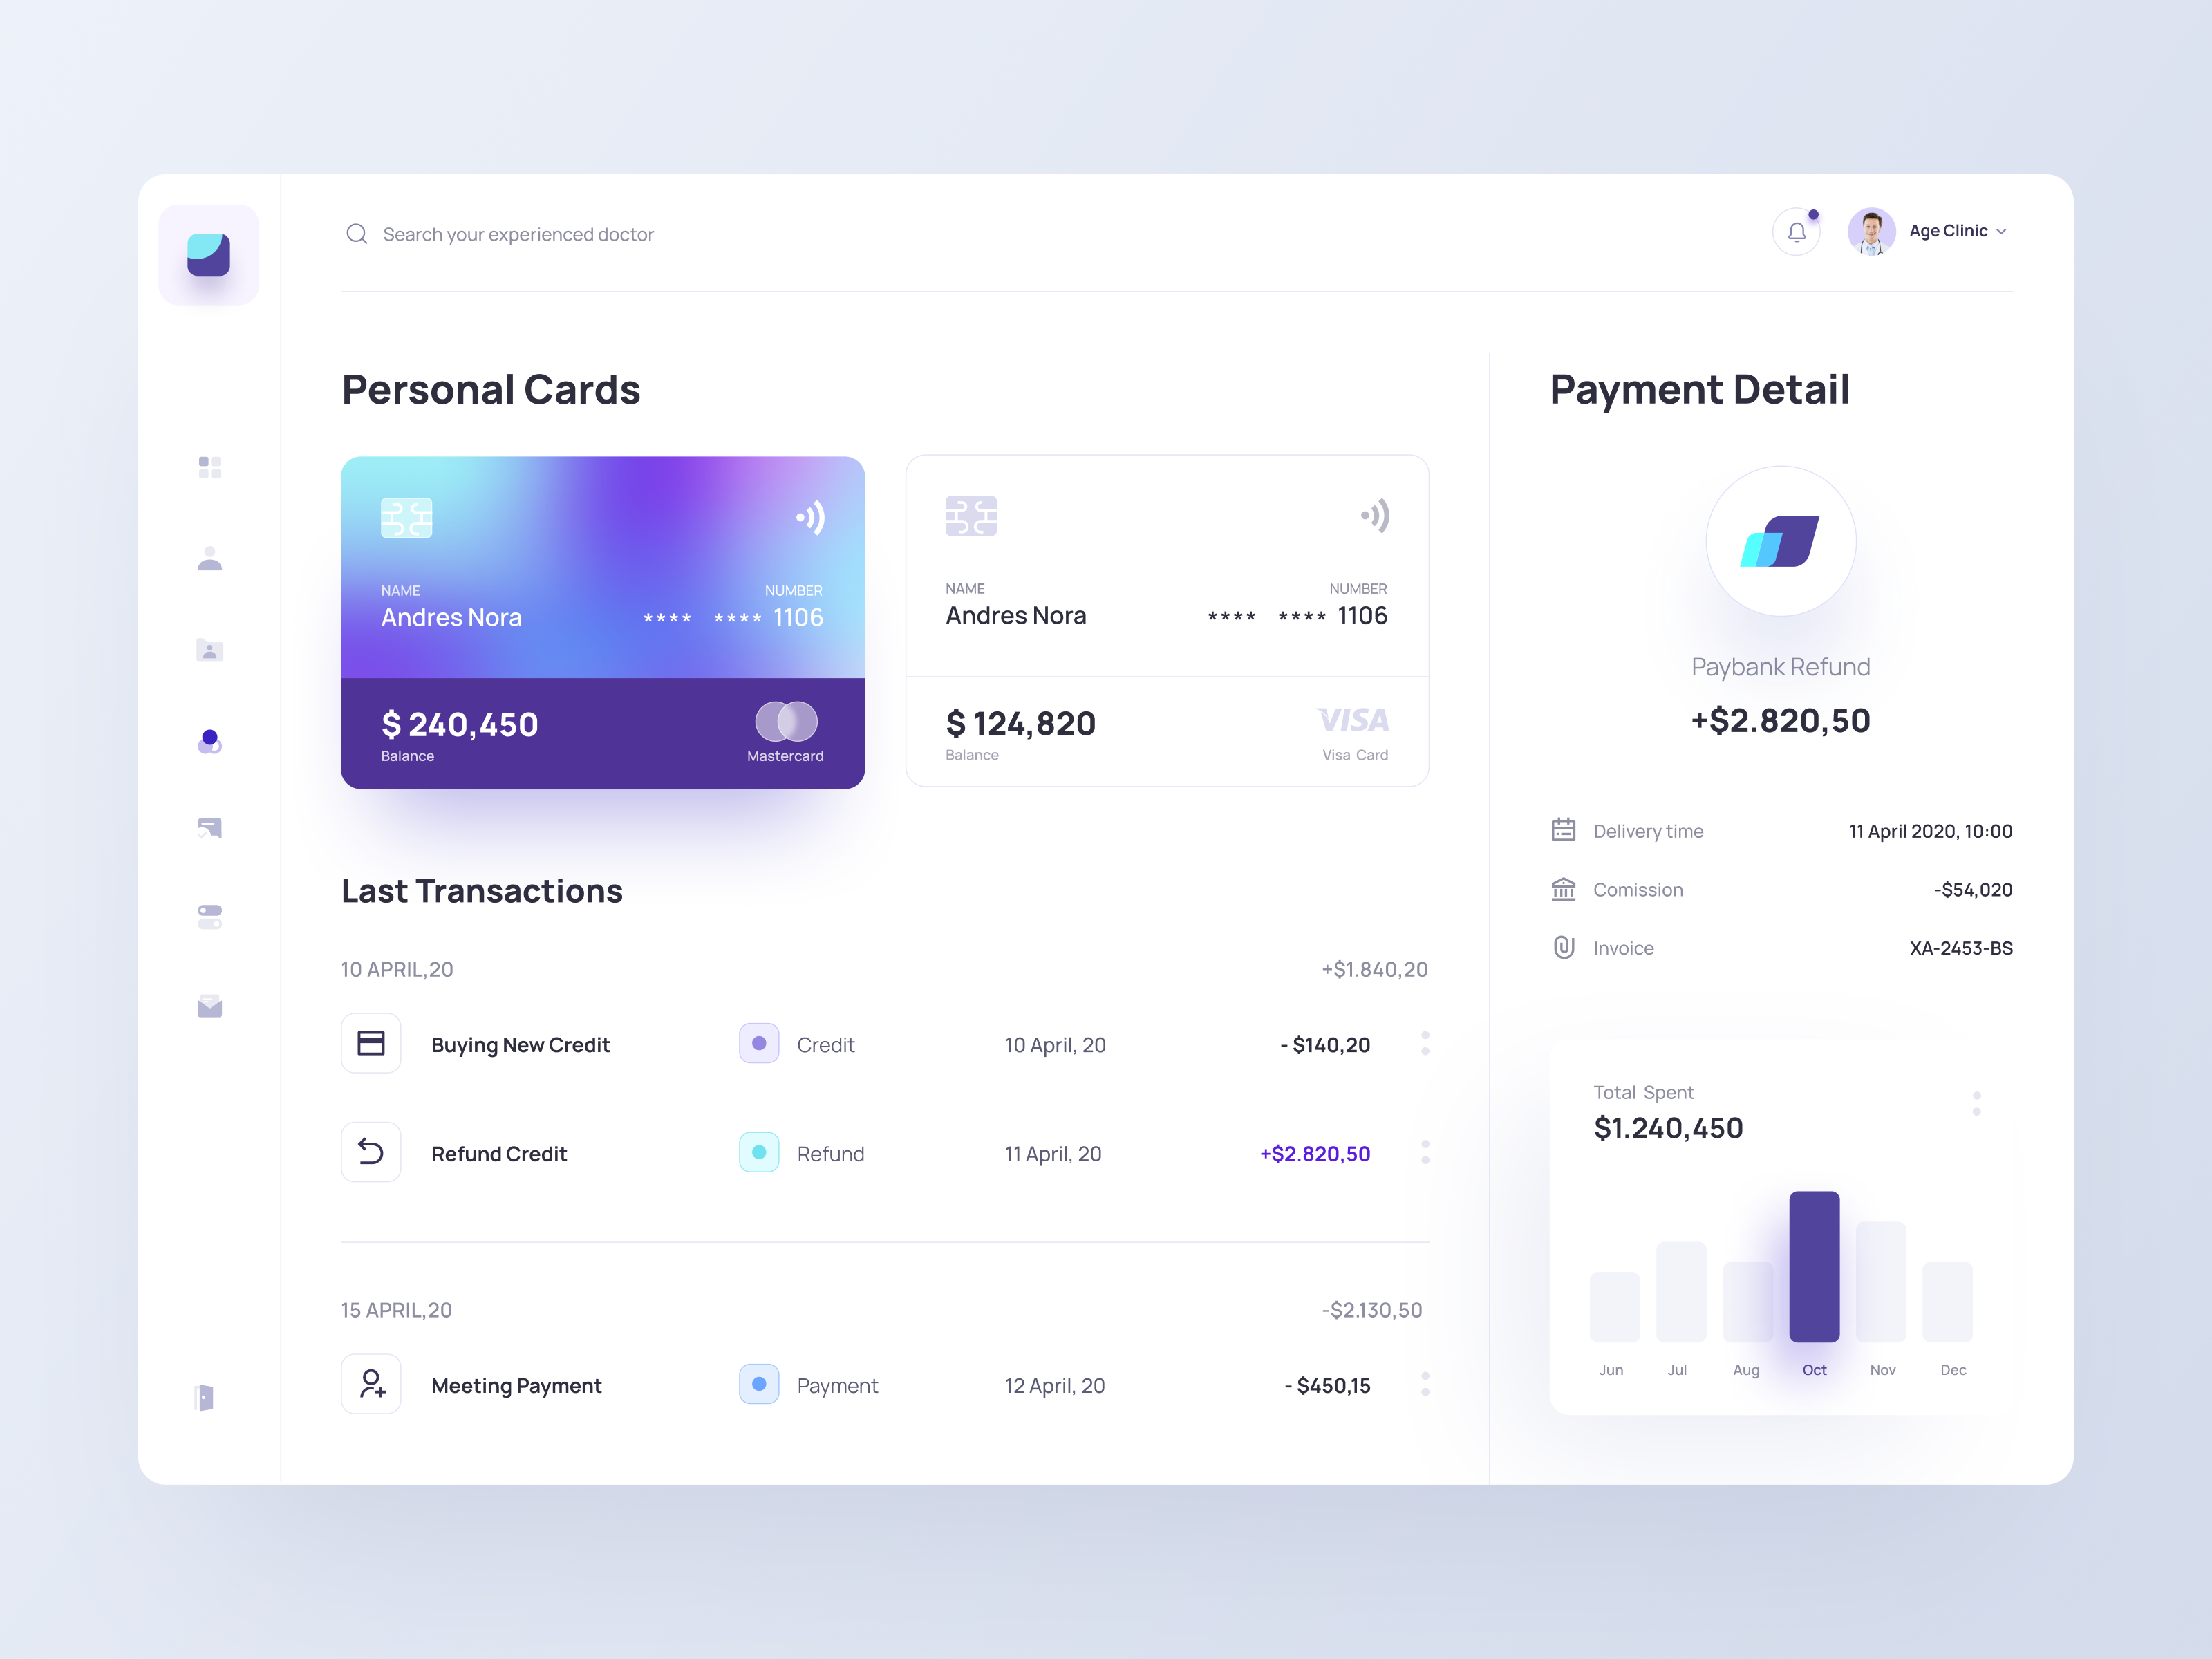 Search your experienced doctor
Age Clinic
Personal Cards
NAME
Andres Nora
NUMBER
**** **** 1106
$ 240,450
Balance
Mastercard
NAME
Andres Nora
NUMBER
**** **** 1106
$ 124,820
Balance
VISA
Visa Card
Last Transactions
10 APRIL,20 +$1.840,20
Buying New Credit Credit 10 April, 20 - $140,20
Refund Credit Refund 11 April, 20 +$2.820,50
15 APRIL,20 -$2.130,50
Meeting Payment Payment 12 April, 20 - $450,15
Payment Detail
Paybank Refund
+$2.820,50
Delivery time 11 April 2020, 10:00
Comission -$54,020
Invoice XA-2453-BS
Total Spent
$1.240,450
Jun Jul Aug Oct Nov Dec